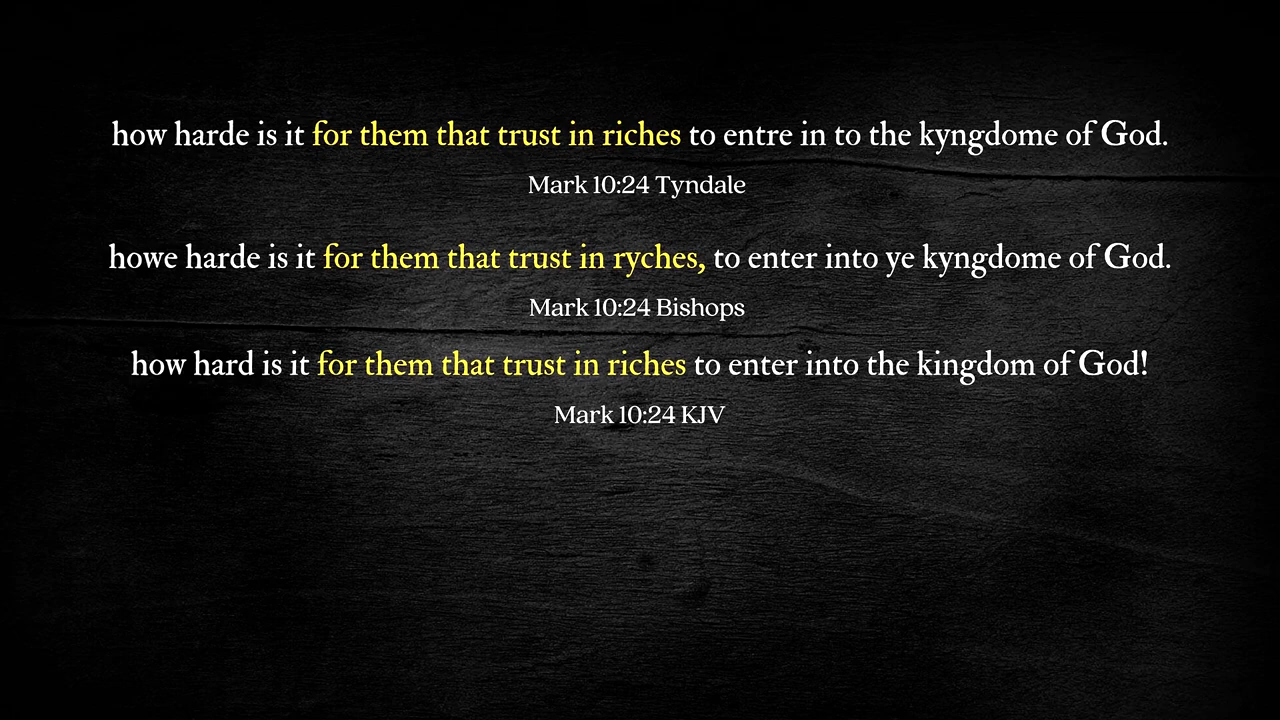 how harde is it for them that trust in riches to entre in to the kyngdome of God.
Mark 10:24 Tyndale
howe harde is it for them that trust in ryches, to enter into ye kyngdome of God.
Mark 10:24 Bishops
how hard is it for them that trust in riches to enter into the kingdom of God!
Mark 10:24 KJV